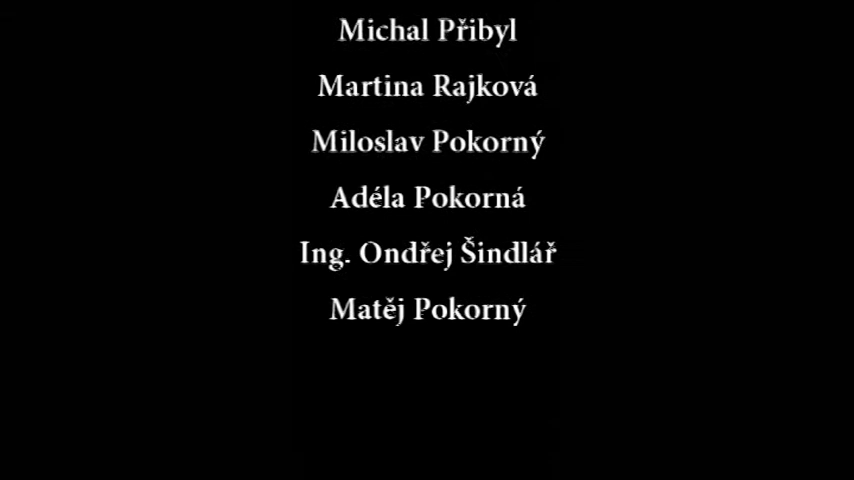 Michal Přibyl
Martina Rajková
Miloslav Pokorný
Adéla Pokorná
Ing. Ondřej Šindlář
Matěj Pokorný